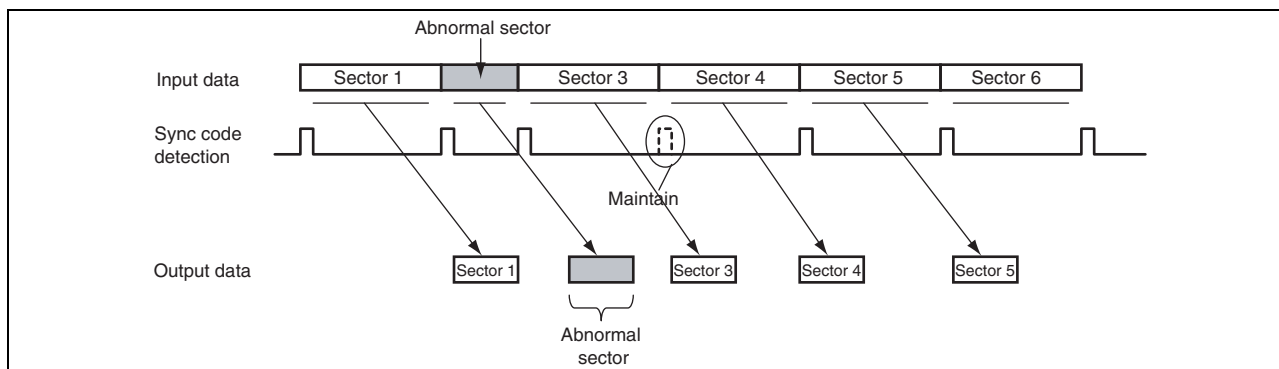 Abnormal sector
Input data Sector 1 Sector 3 Sector 4 Sector 5 Sector 6
Sync code
detection
Maintain
Output data Sector 1 Sector 3 Sector 4 Sector 5
Abnormal
sector